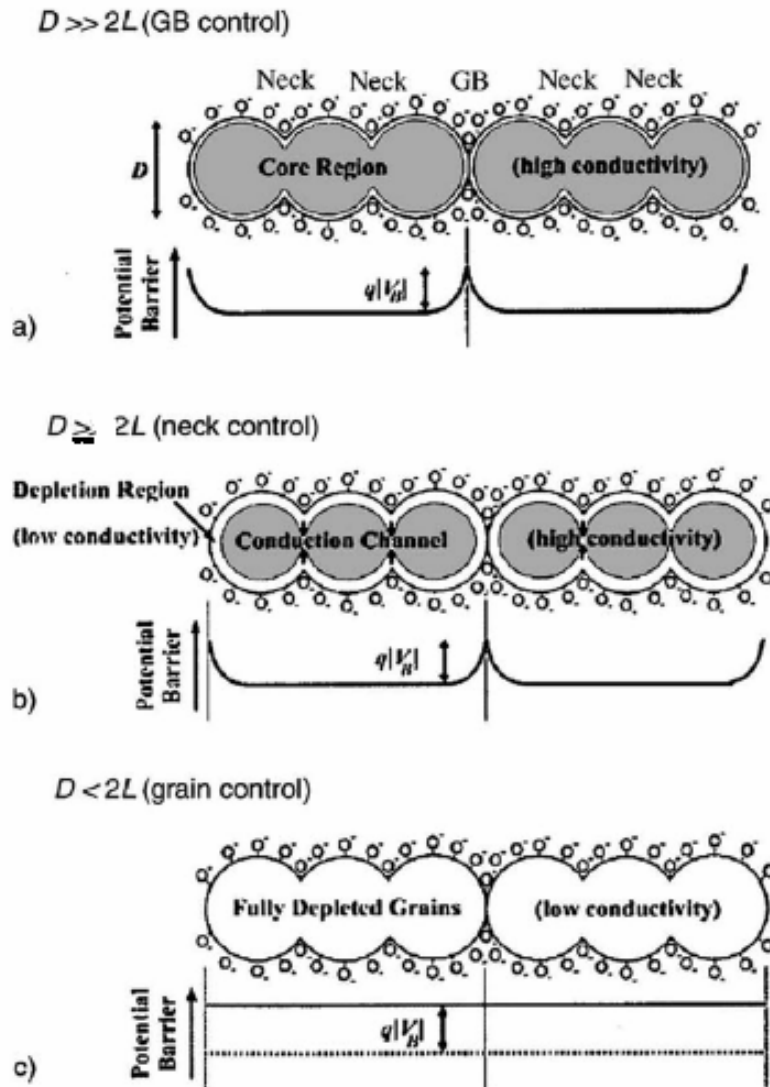 D >> 2L (GB control)
Neck Neck GB Neck Neck
D
Core Region (high conductivity)
Potential Barrier
q|V_B|
a)
D ≥ 2L (neck control)
Depletion Region
(low conductivity)
Conduction Channel (high conductivity)
Potential Barrier
q|V_B|
b)
D < 2L (grain control)
Fully Depleted Grains (low conductivity)
Potential Barrier
q|V_B|
c)